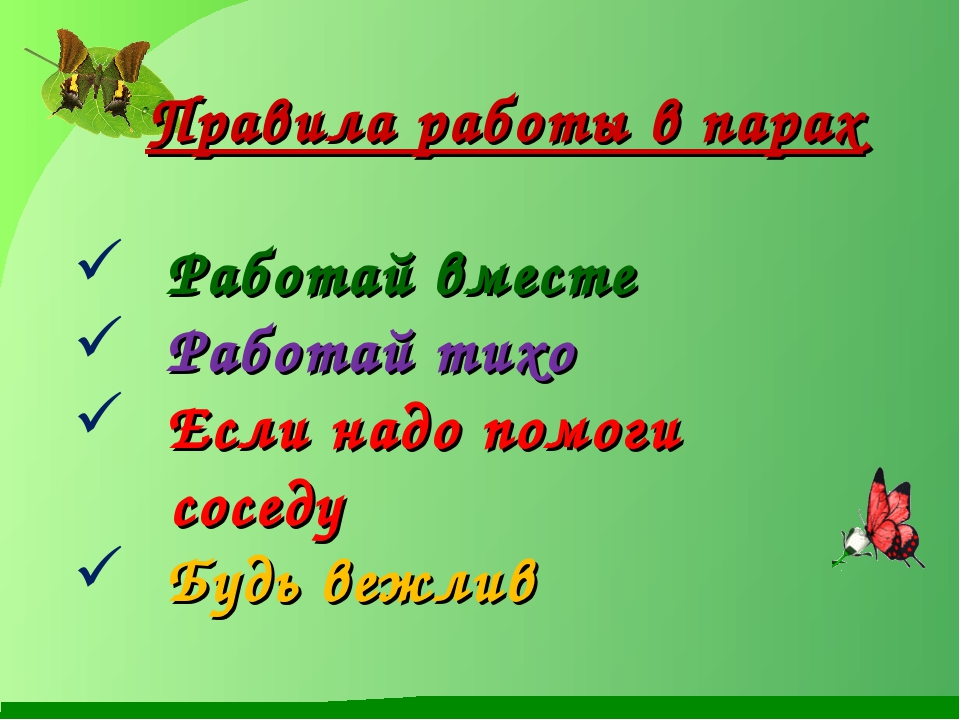 Правила работы в парах
Работай вместе
Работай тихо
Если надо помоги
соседу
Будь вежлив